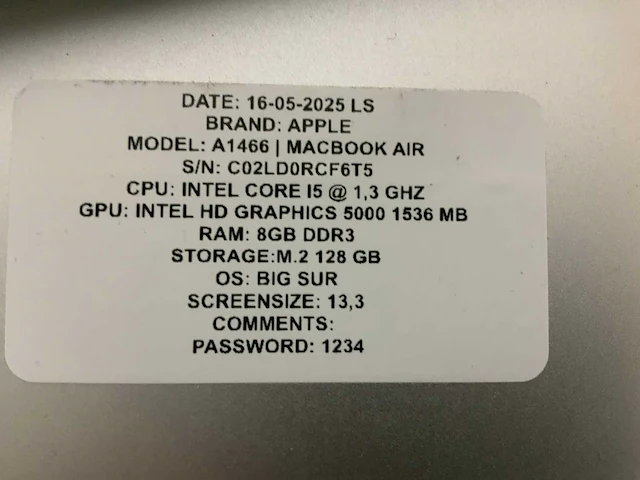 DATE: 16-05-2025 LS
BRAND: APPLE
MODEL: A1466 | MACBOOK AIR
S/N: C02LD0RCF6T5
CPU: INTEL CORE I5 @ 1,3 GHZ
GPU: INTEL HD GRAPHICS 5000 1536 MB
RAM: 8GB DDR3
STORAGE:M.2 128 GB
OS: BIG SUR
SCREENSIZE: 13,3
COMMENTS:
PASSWORD: 1234